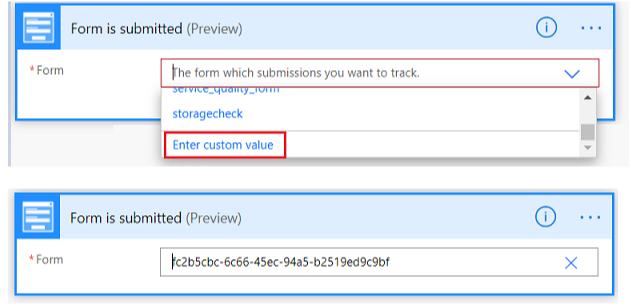 Form is submitted (Preview)
* Form
The form which submissions you want to track.
service_quality_form
storagecheck
Enter custom value
Form is submitted (Preview)
* Form
fc2b5cbc-6c66-45ec-94a5-b2519ed9c9bf